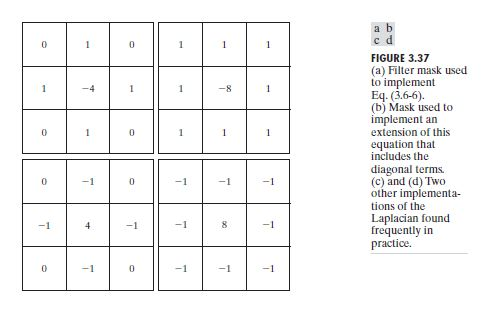 0 1 0
1 -4 1
0 1 0
1 1 1
1 -8 1
1 1 1
0 -1 0
-1 4 -1
0 -1 0
-1 -1 -1
-1 8 -1
-1 -1 -1
a b
c d
FIGURE 3.37
(a) Filter mask used
to implement
Eq. (3.6-6).
(b) Mask used to
implement an
extension of this
equation that
includes the
diagonal terms.
(c) and (d) Two
other implementa-
tions of the
Laplacian found
frequently in
practice.